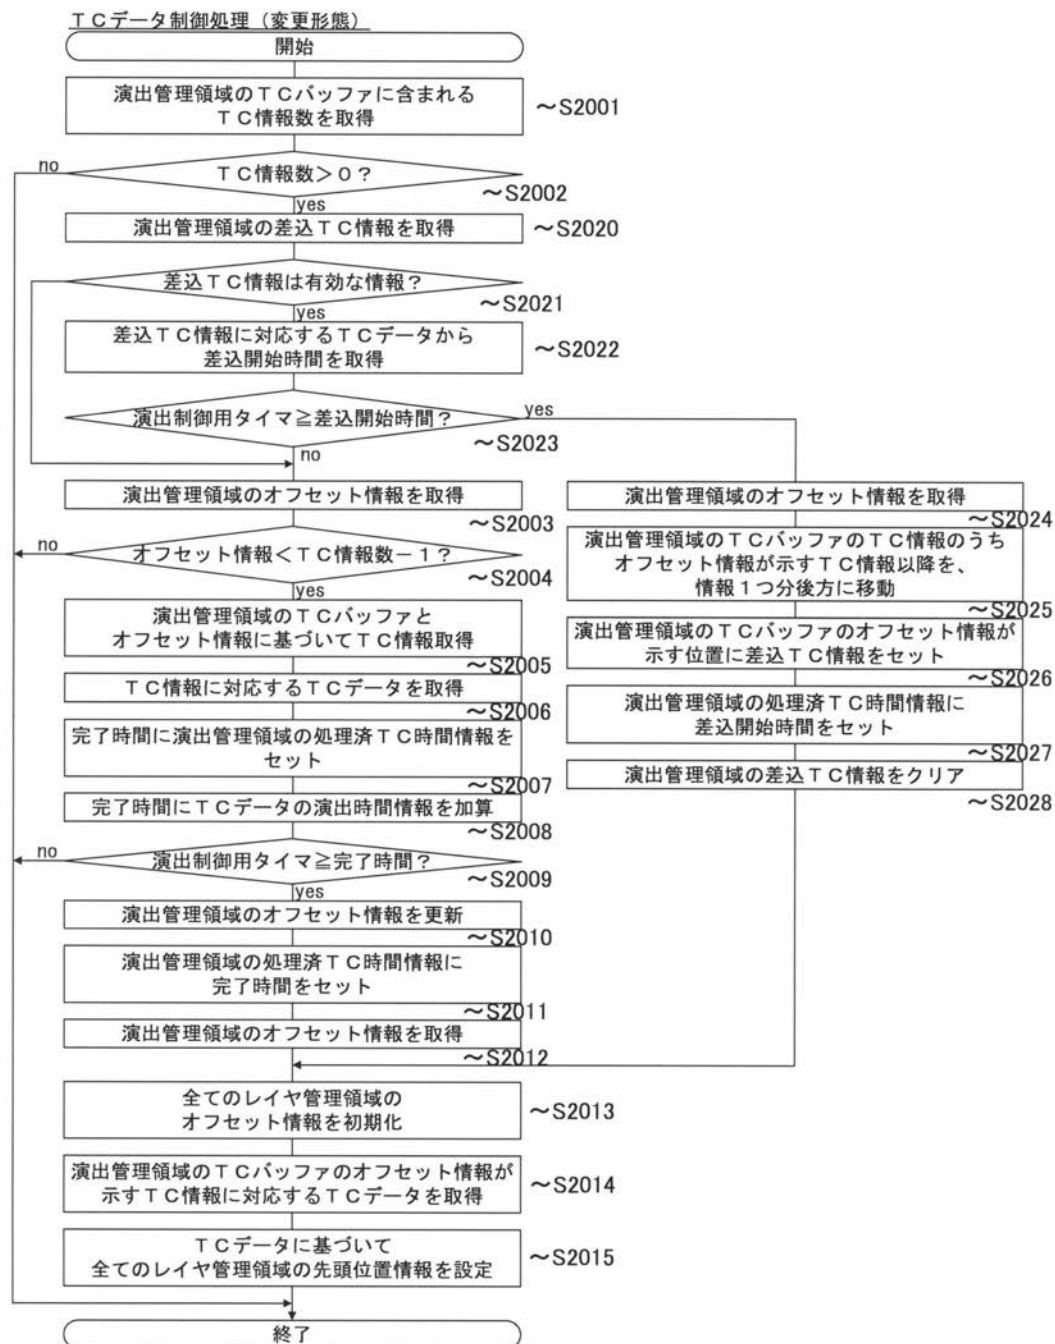 ＴＣデータ制御処理（変更形態）
開始
演出管理領域のＴＣバッファに含まれる
ＴＣ情報数を取得
～S2001
no
ＴＣ情報数＞０？
～S2002
yes
演出管理領域の差込ＴＣ情報を取得
～S2020
差込ＴＣ情報は有効な情報？
～S2021
yes
差込ＴＣ情報に対応するＴＣデータから
差込開始時間を取得
～S2022
演出制御用タイマ≧差込開始時間？
yes
～S2023
no
演出管理領域のオフセット情報を取得
～S2003
no
オフセット情報＜ＴＣ情報数－１？
～S2004
yes
演出管理領域のＴＣバッファと
オフセット情報に基づいてＴＣ情報取得
～S2005
ＴＣ情報に対応するＴＣデータを取得
～S2006
完了時間に演出管理領域の処理済ＴＣ時間情報を
セット
～S2007
完了時間にＴＣデータの演出時間情報を加算
～S2008
no
演出制御用タイマ≧完了時間？
～S2009
yes
演出管理領域のオフセット情報を更新
～S2010
演出管理領域の処理済ＴＣ時間情報に
完了時間をセット
～S2011
演出管理領域のオフセット情報を取得
～S2012
演出管理領域のオフセット情報を取得
～S2024
演出管理領域のＴＣバッファのＴＣ情報のうち
オフセット情報が示すＴＣ情報以降を、
情報１つ分後方に移動
～S2025
演出管理領域のＴＣバッファのオフセット情報が
示す位置に差込ＴＣ情報をセット
～S2026
演出管理領域の処理済ＴＣ時間情報に
差込開始時間をセット
～S2027
演出管理領域の差込ＴＣ情報をクリア
～S2028
全てのレイヤ管理領域の
オフセット情報を初期化
～S2013
演出管理領域のＴＣバッファのオフセット情報が
示すＴＣ情報に対応するＴＣデータを取得
～S2014
ＴＣデータに基づいて
全てのレイヤ管理領域の先頭位置情報を設定
～S2015
終了